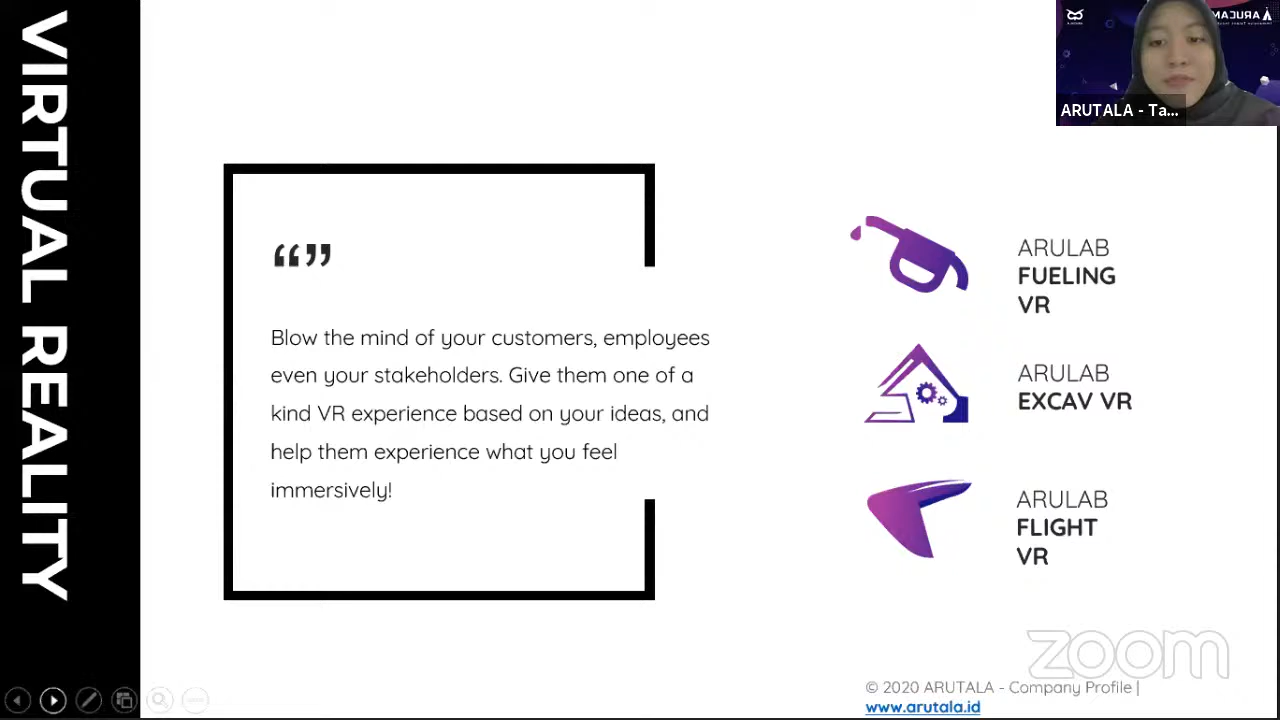 VIRTUAL REALITY
“”
Blow the mind of your customers, employees
even your stakeholders. Give them one of a
kind VR experience based on your ideas, and
help them experience what you feel
immersively!
ARULAB
FUELING
VR
ARULAB
EXCAV VR
ARULAB
FLIGHT
VR
ARUTALA - Ta...
zoom
© 2020 ARUTALA - Company Profile |
www.arutala.id